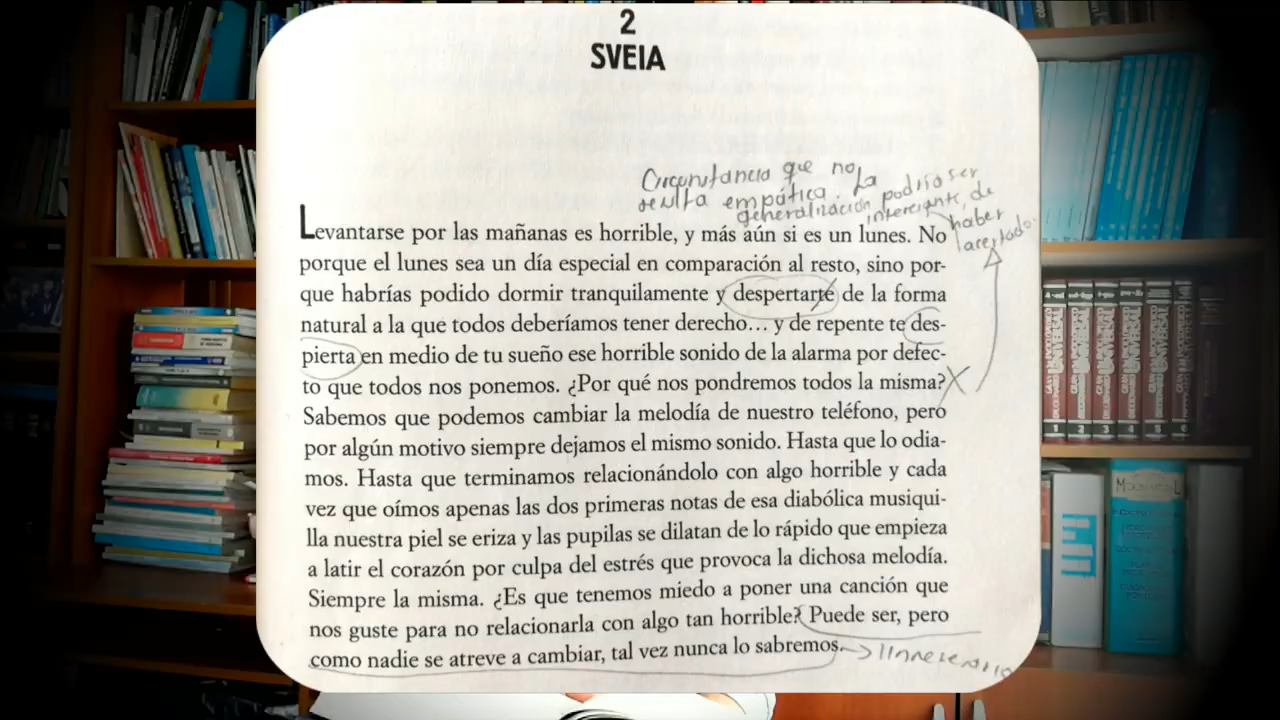 2
SVEIA
Circunstancia que no
resulta empática. La
generalización podría ser
interesante, de
haber
acertado.
Levantarse por las mañanas es horrible, y más aún si es un lunes. No
porque el lunes sea un día especial en comparación al resto, sino por-
que habrías podido dormir tranquilamente y despertarte de la forma
natural a la que todos deberíamos tener derecho... y de repente te des-
pierta en medio de tu sueño ese horrible sonido de la alarma por defec-
to que todos nos ponemos. ¿Por qué nos pondremos todos la misma?
Sabemos que podemos cambiar la melodía de nuestro teléfono, pero
por algún motivo siempre dejamos el mismo sonido. Hasta que lo odia-
mos. Hasta que terminamos relacionándolo con algo horrible y cada
vez que oímos apenas las dos primeras notas de esa diabólica musiqui-
lla nuestra piel se eriza y las pupilas se dilatan de lo rápido que empieza
a latir el corazón por culpa del estrés que provoca la dichosa melodía.
Siempre la misma. ¿Es que tenemos miedo a poner una canción que
nos guste para no relacionarla con algo tan horrible? Puede ser, pero
como nadie se atreve a cambiar, tal vez nunca lo sabremos.
1 2 3 4 5 6